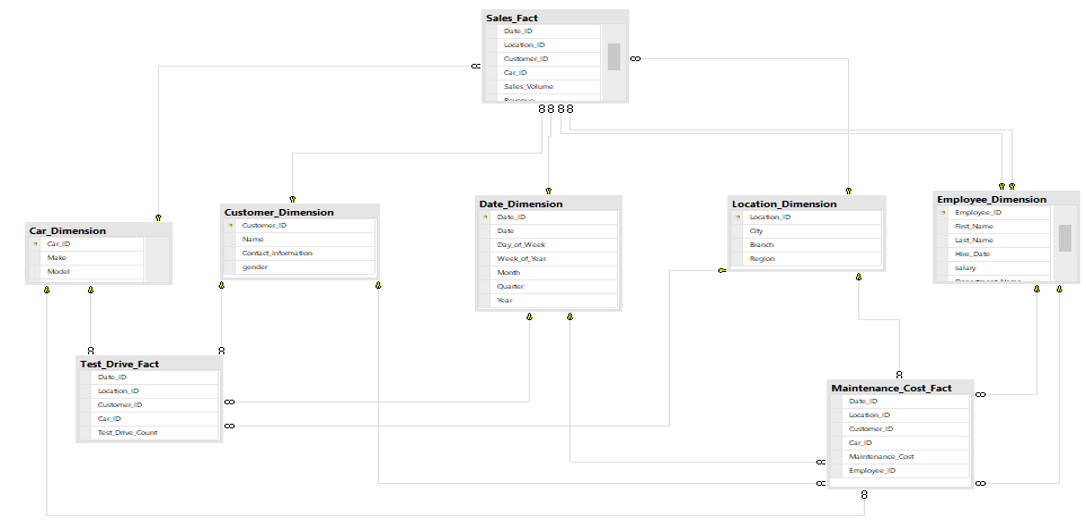 Sales_Fact
Date_ID
Location_ID
Customer_ID
Car_ID
Sales_Volume
Car_Dimension
Car_ID
Make
Model
Customer_Dimension
Customer_ID
Name
Contact_Information
gender
Date_Dimension
Date_ID
Date
Day_of_Week
Week_of_Year
Month
Quarter
Year
Location_Dimension
Location_ID
City
Branch
Region
Employee_Dimension
Employee_ID
First_Name
Last_Name
Hire_Date
salary
Test_Drive_Fact
Date_ID
Location_ID
Customer_ID
Car_ID
Test_Drive_Count
Maintenance_Cost_Fact
Date_ID
Location_ID
Customer_ID
Car_ID
Maintenance_Cost
Employee_ID